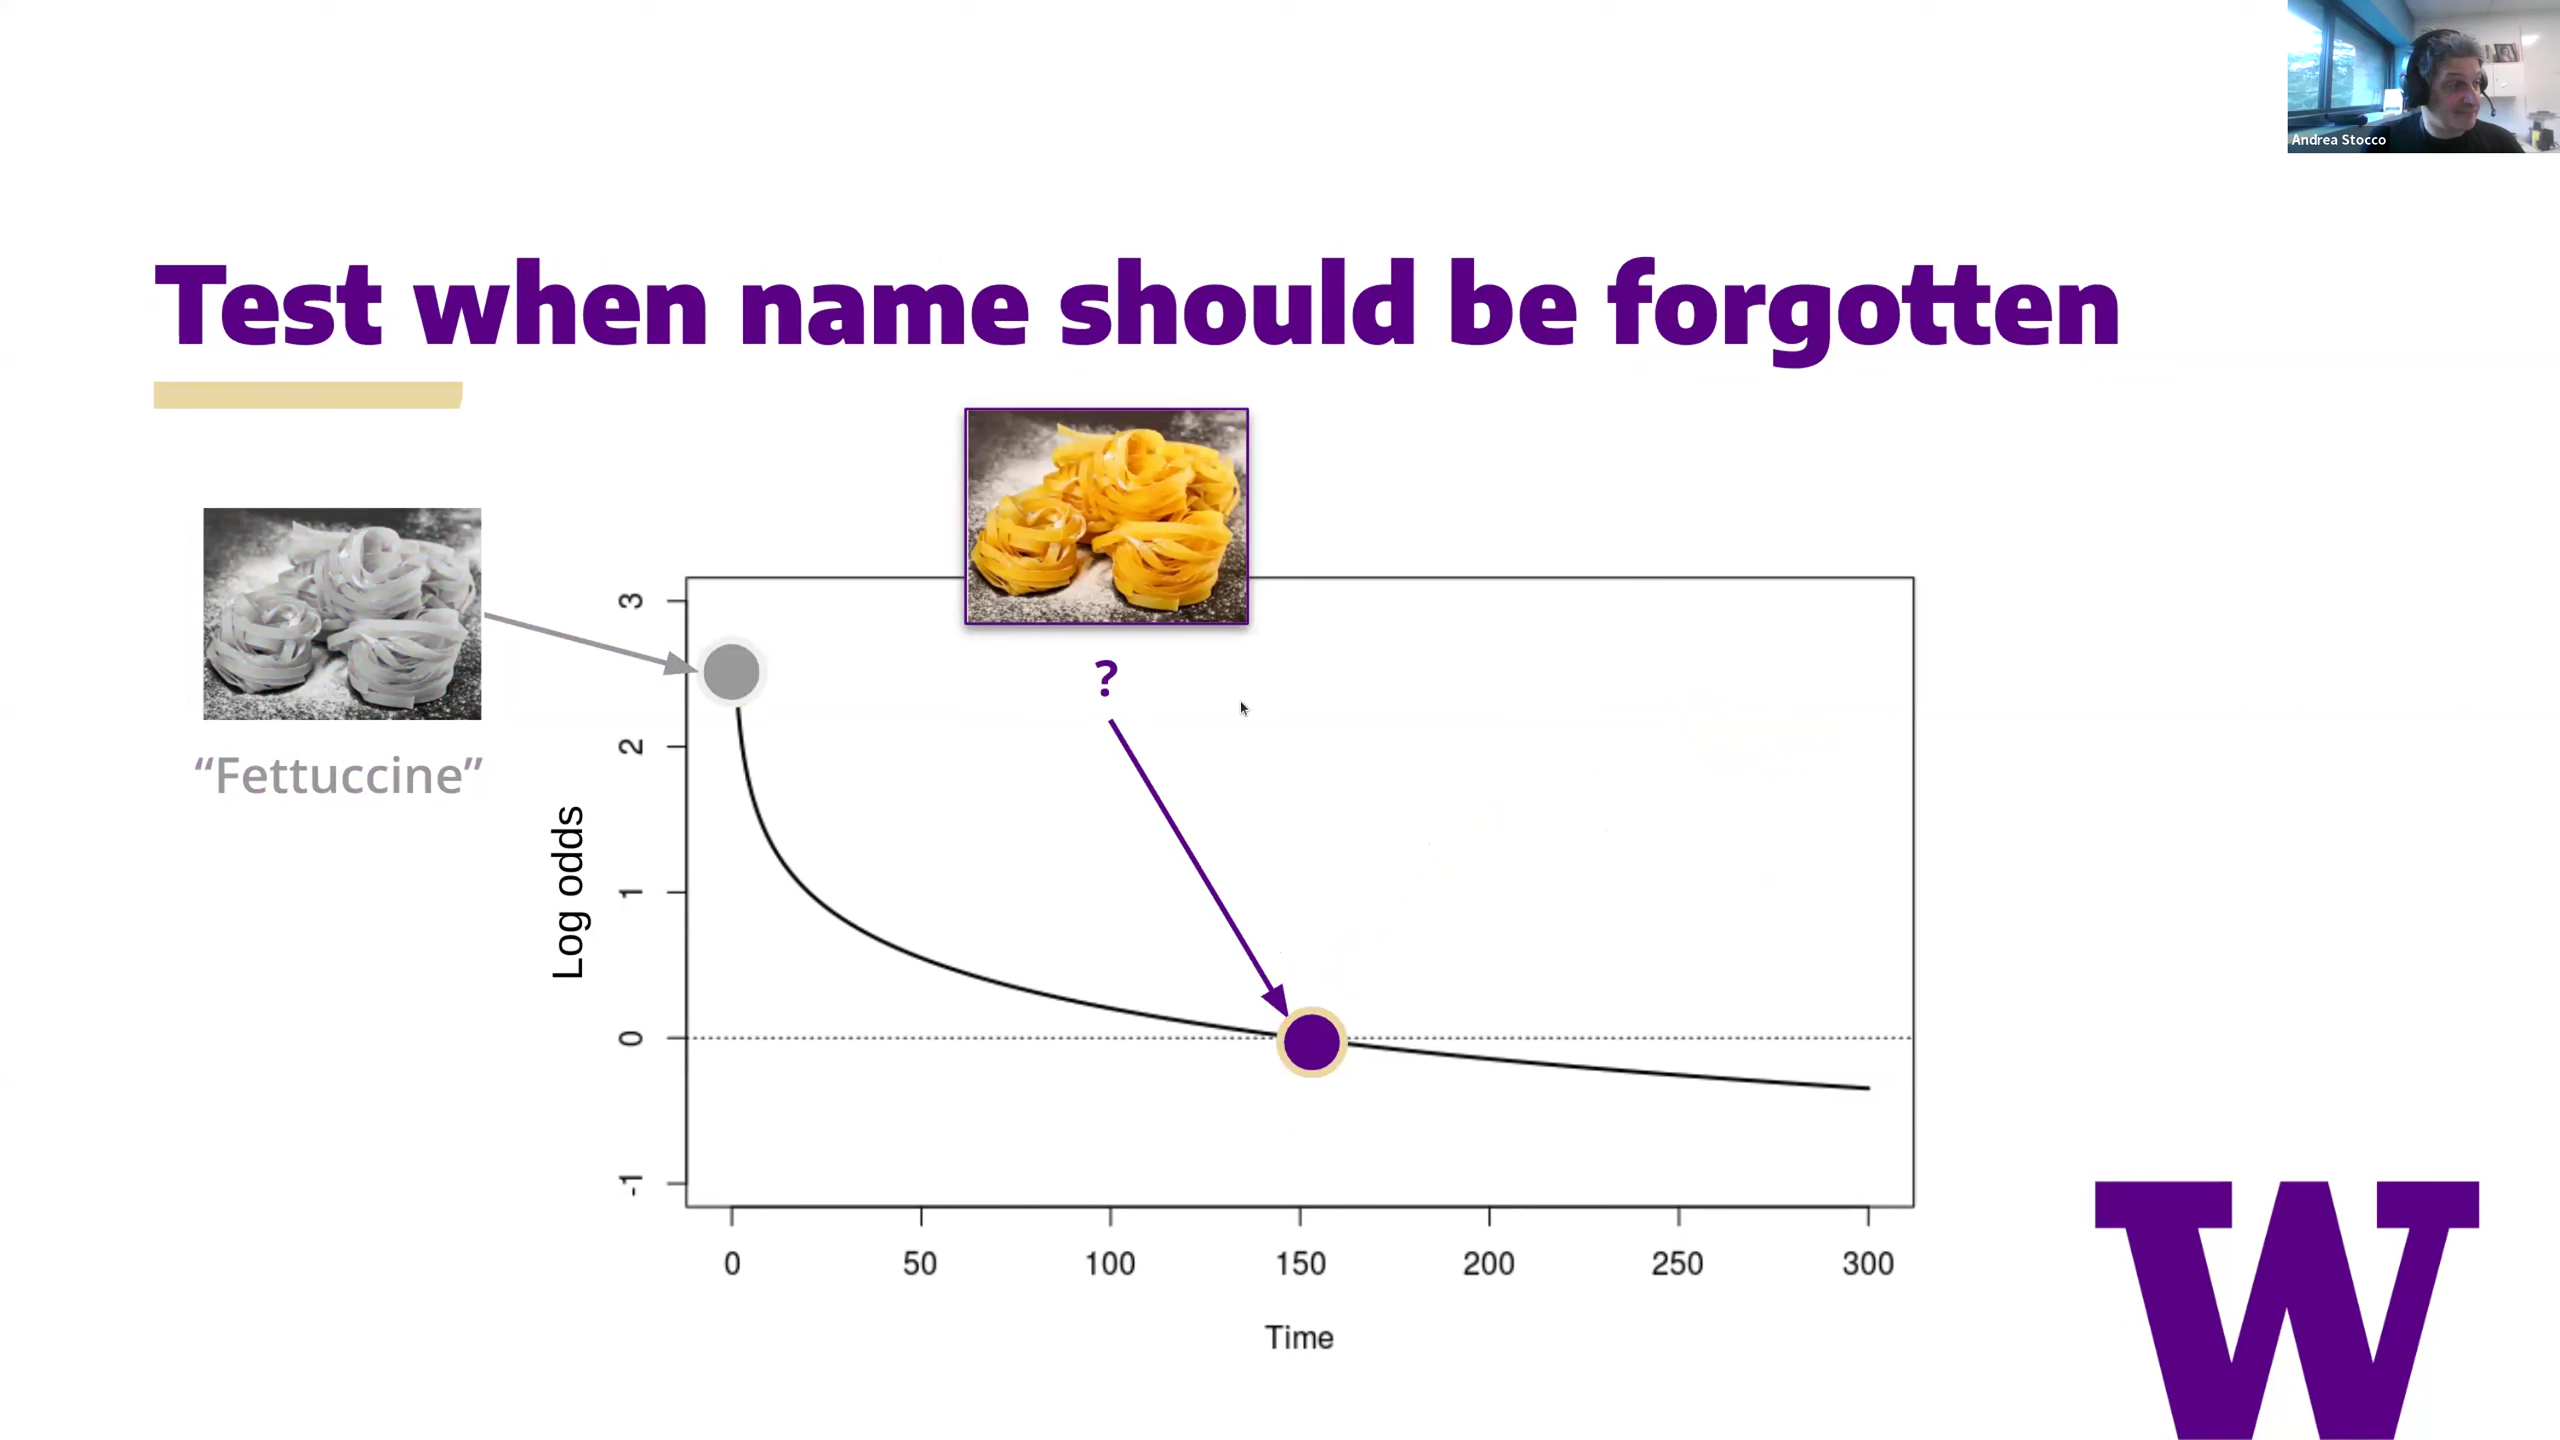 Andrea Stocco
Test when name should be forgotten
“Fettuccine”
?
Log odds
3
2
1
0
-1
0 50 100 150 200 250 300
Time
W